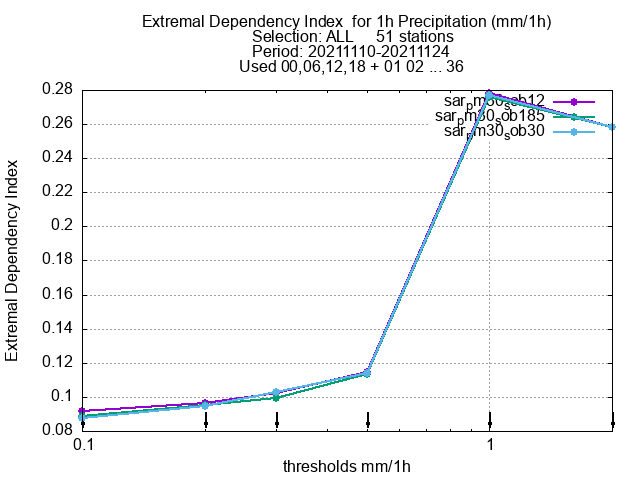 Extremal Dependency Index for 1h Precipitation (mm/1h)
Selection: ALL 51 stations
Period: 20211110-20211124
Used 00,06,12,18 + 01 02 ... 36
sar_pm30_sob12
sar_pm30_sob185
sar_pm30_sob30
0.28
0.26
0.24
0.22
0.2
0.18
0.16
0.14
0.12
0.1
0.08
Extremal Dependency Index
0.1 1
thresholds mm/1h